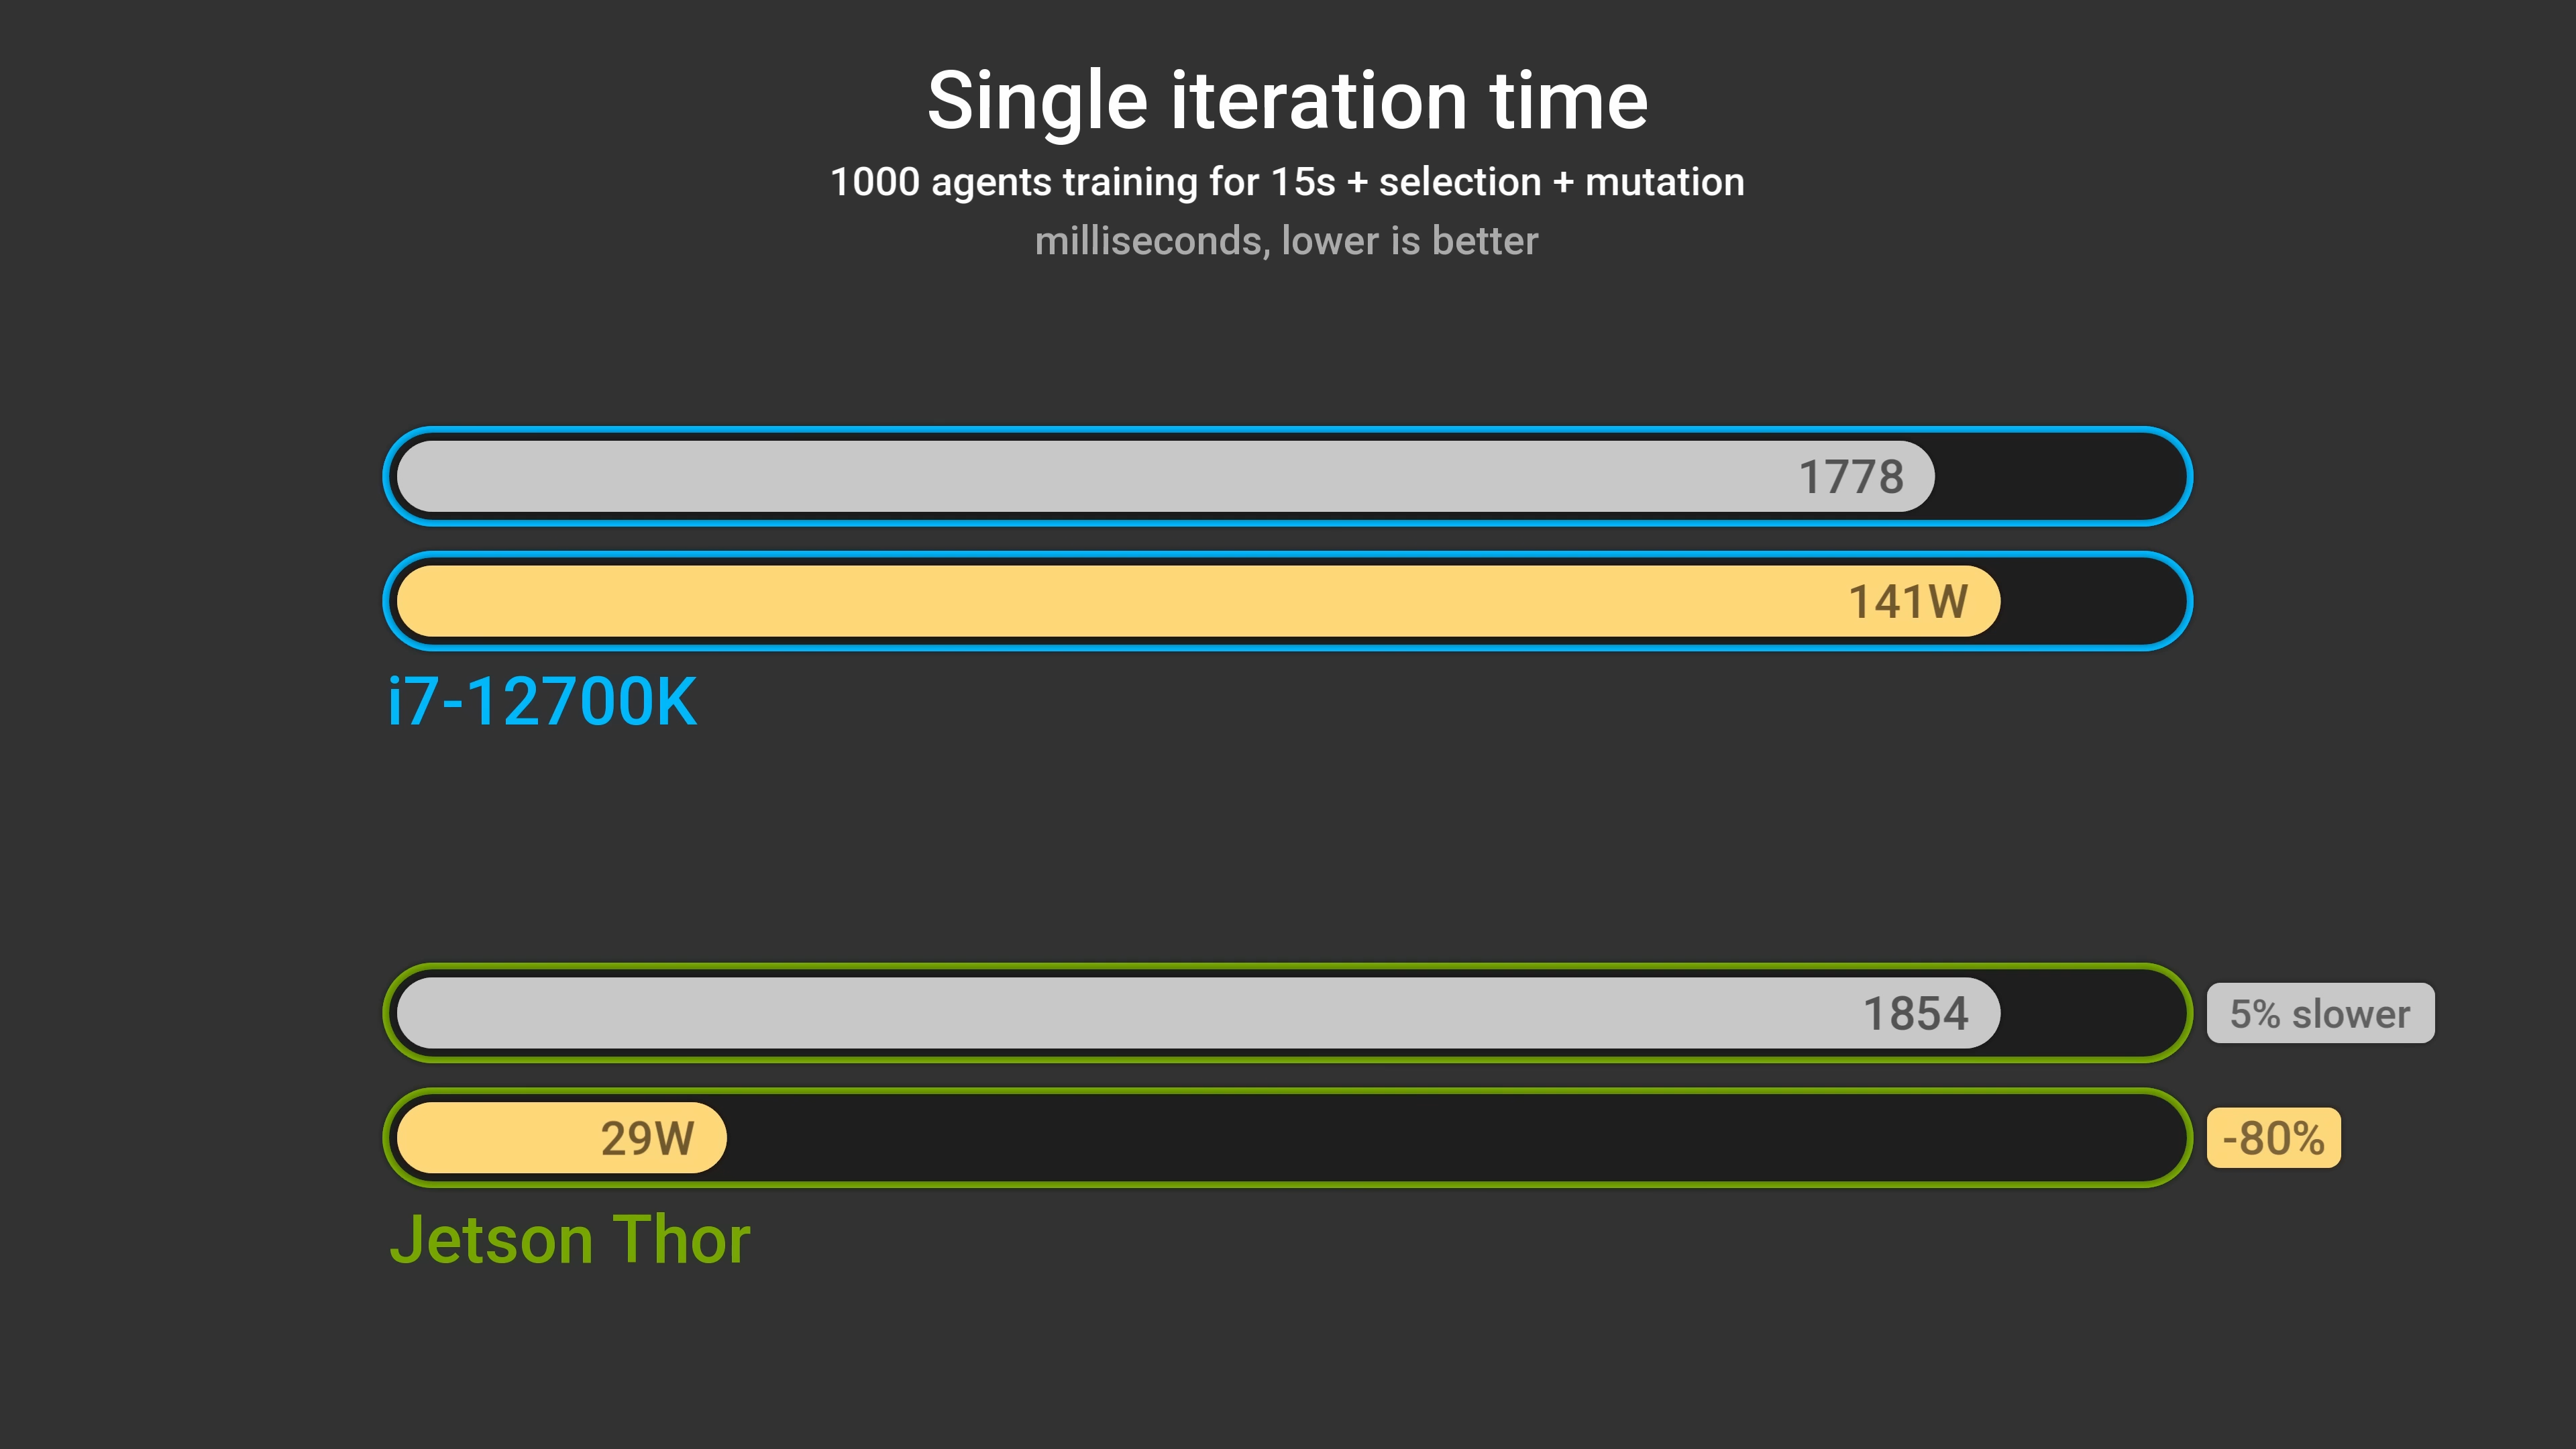 Single iteration time
1000 agents training for 15s + selection + mutation
milliseconds, lower is better
1778
141W
i7-12700K
1854
5% slower
29W
-80%
Jetson Thor